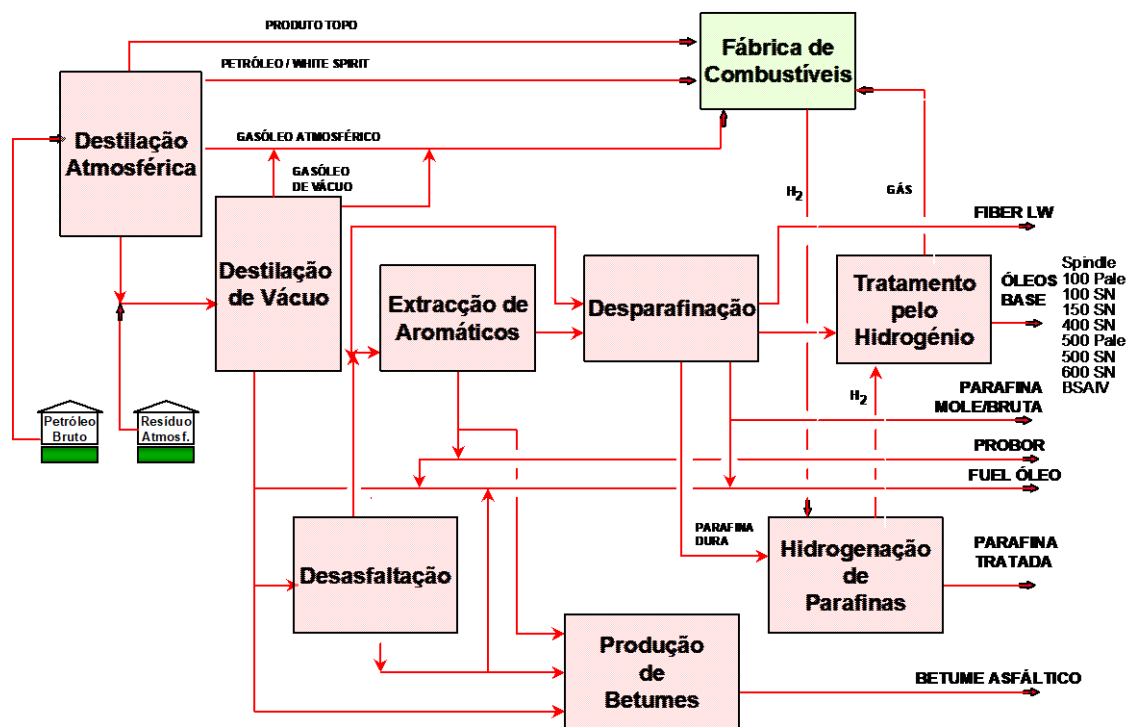 PRODUTO TOPO
PETRÓLEO / WHITE SPIRIT
Fábrica de
Combustíveis
Destilação
Atmosférica
GASÓLEO ATMOSFÉRICO
GASÓLEO
DE VÁCUO
H2
GÁS
FIBER LW
Destilação
de Vácuo
Extracção de
Aromáticos
Desparafinação
Tratamento
pelo
Hidrogénio
ÓLEOS
BASE
Spindle
100 Pale
100 SN
150 SN
400 SN
500 Pale
500 SN
600 SN
BSAIV
H2
PARAFINA
MOLE/BRUTA
Petróleo
Bruto
Resíduo
Atmosf.
PROBOR
FUEL ÓLEO
PARAFINA
DURA
Desasfaltação
Hidrogenação
de
Parafinas
PARAFINA
TRATADA
Produção
de
Betumes
BETUME ASFÁLTICO